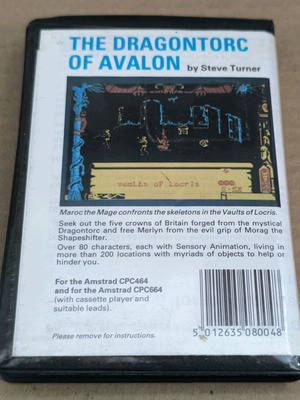 THE DRAGONTORC
OF AVALON by Steve Turner
vaults of Locris
Maroc the Mage confronts the skeletons in the Vaults of Locris.
Seek out the five crowns of Britain forged from the mystical
Dragontorc and free Merlyn from the evil grip of Morag the
Shapeshifter.
Over 80 characters, each with Sensory Animation, living in
more than 200 locations with myriads of objects to help or
hinder you.
For the Amstrad CPC464
and for the Amstrad CPC664
(with cassette player and
suitable leads).
Please remove for instructions.
5 012635 080048